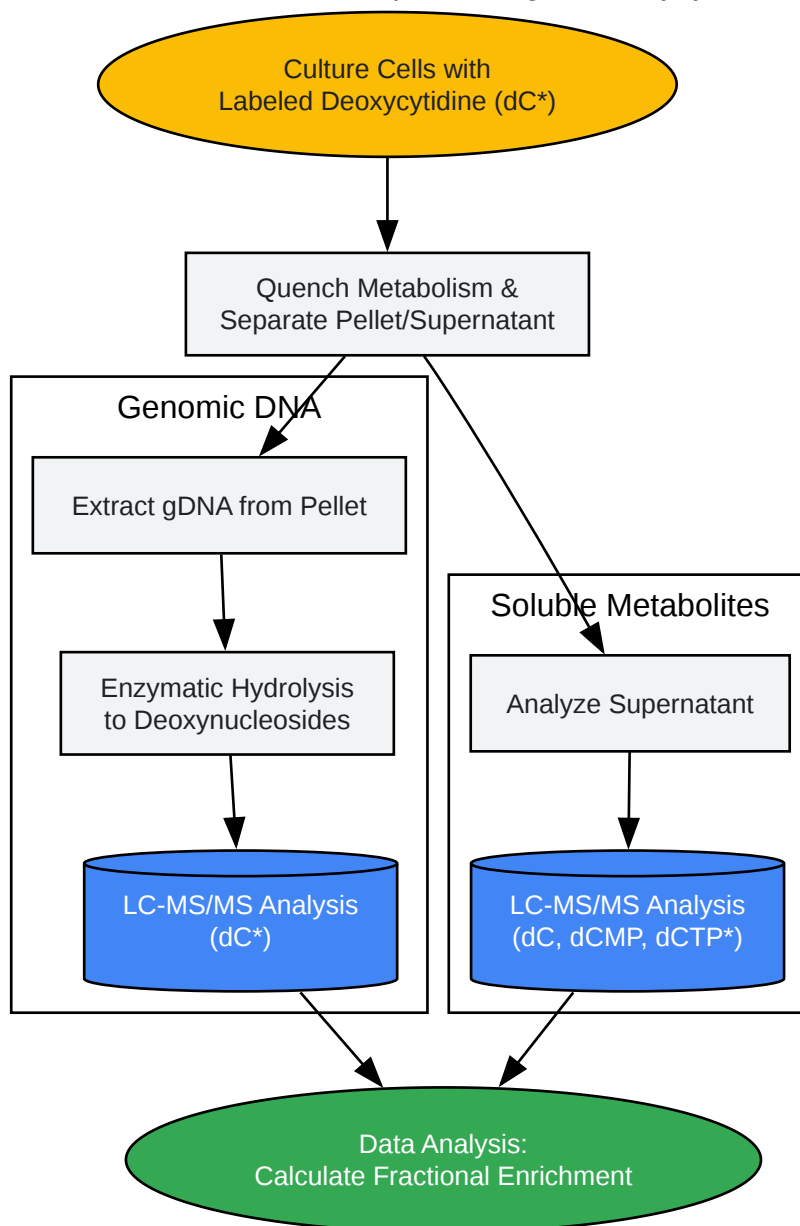 Culture Cells with
Labeled Deoxycytidine (dC*)
Quench Metabolism &
Separate Pellet/Supernatant
Genomic DNA
Extract gDNA from Pellet
Enzymatic Hydrolysis
to Deoxynucleosides
LC-MS/MS Analysis
(dC*)
Soluble Metabolites
Analyze Supernatant
LC-MS/MS Analysis
(dC, dCMP, dCTP*)
Data Analysis:
Calculate Fractional Enrichment